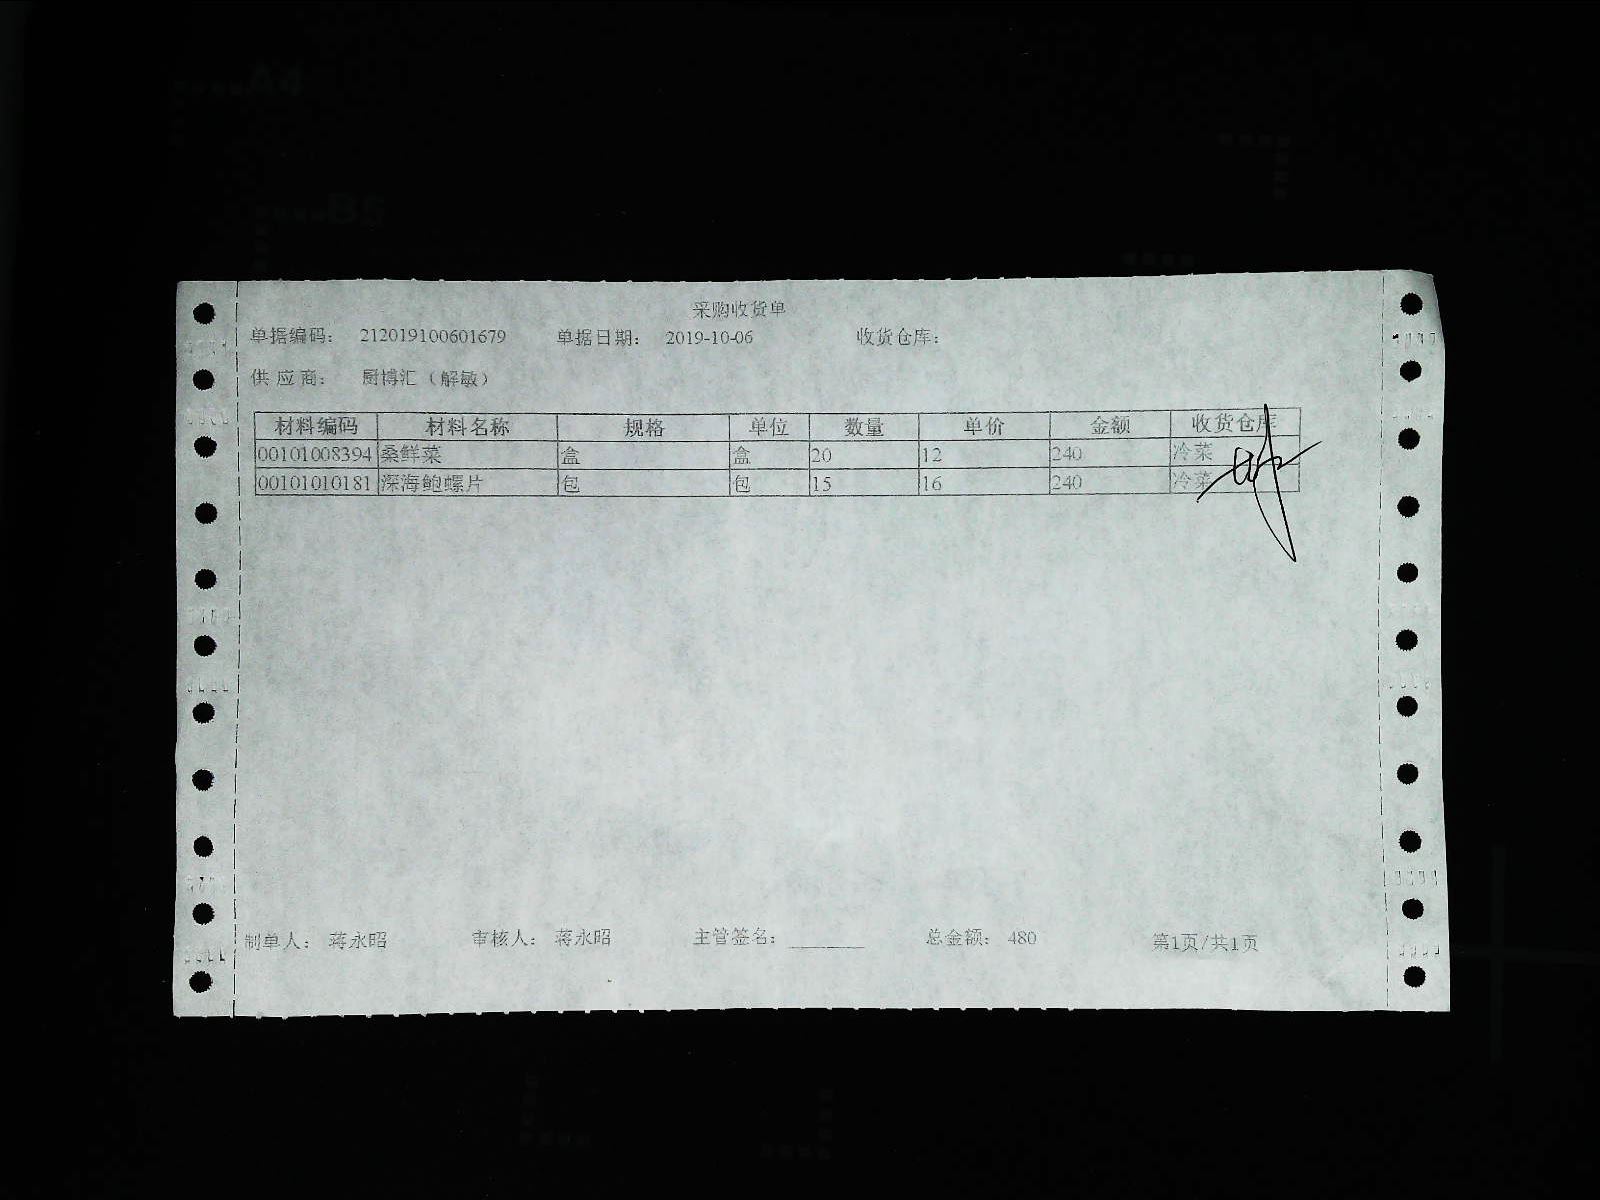 采购收货单
单据编码： 212019100601679 单据日期： 2019-10-06 收货仓库：
供应商： 厨博汇（解敏）
材料编码 材料名称 规格 单位 数量 单价 金额 收货仓库
00101008394 桑鲜菜 盒 盒 20 12 240 冷菜
00101010181 深海鲍螺片 包 包 15 16 240 冷菜
制单人： 蒋永昭 审核人： 蒋永昭 主管签名： 总金额： 480 第1页/共1页